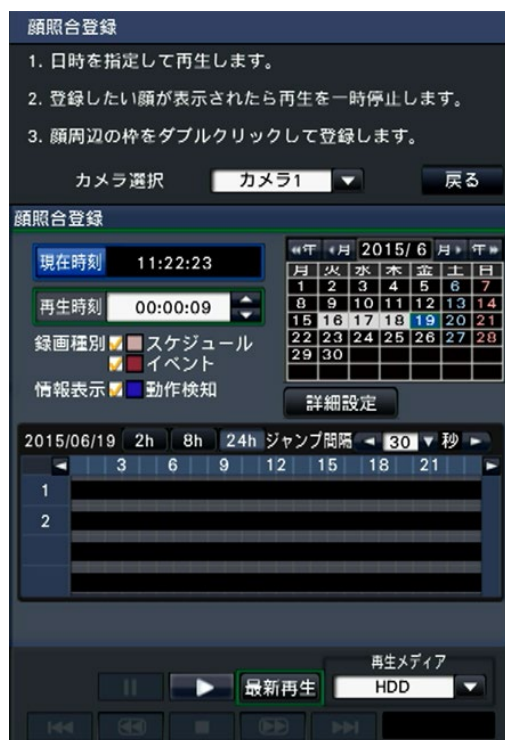 顔照合登録
1. 日時を指定して再生します。
2. 登録したい顔が表示されたら再生を一時停止します。
3. 顔周辺の枠をダブルクリックして登録します。
カメラ選択 カメラ1 戻る
顔照合登録
現在時刻 11:22:23
再生時刻 00:00:09
録画種別 スケジュール
イベント
情報表示 動作検知
年 月 2015/ 6 月 年
月 火 水 木 金 土 日
1 2 3 4 5 6 7
8 9 10 11 12 13 14
15 16 17 18 19 20 21
22 23 24 25 26 27 28
29 30
詳細設定
2015/06/19 2h 8h 24h ジャンプ間隔 30 秒
3 6 9 12 15 18 21
1
2
再生メディア
最新再生 HDD